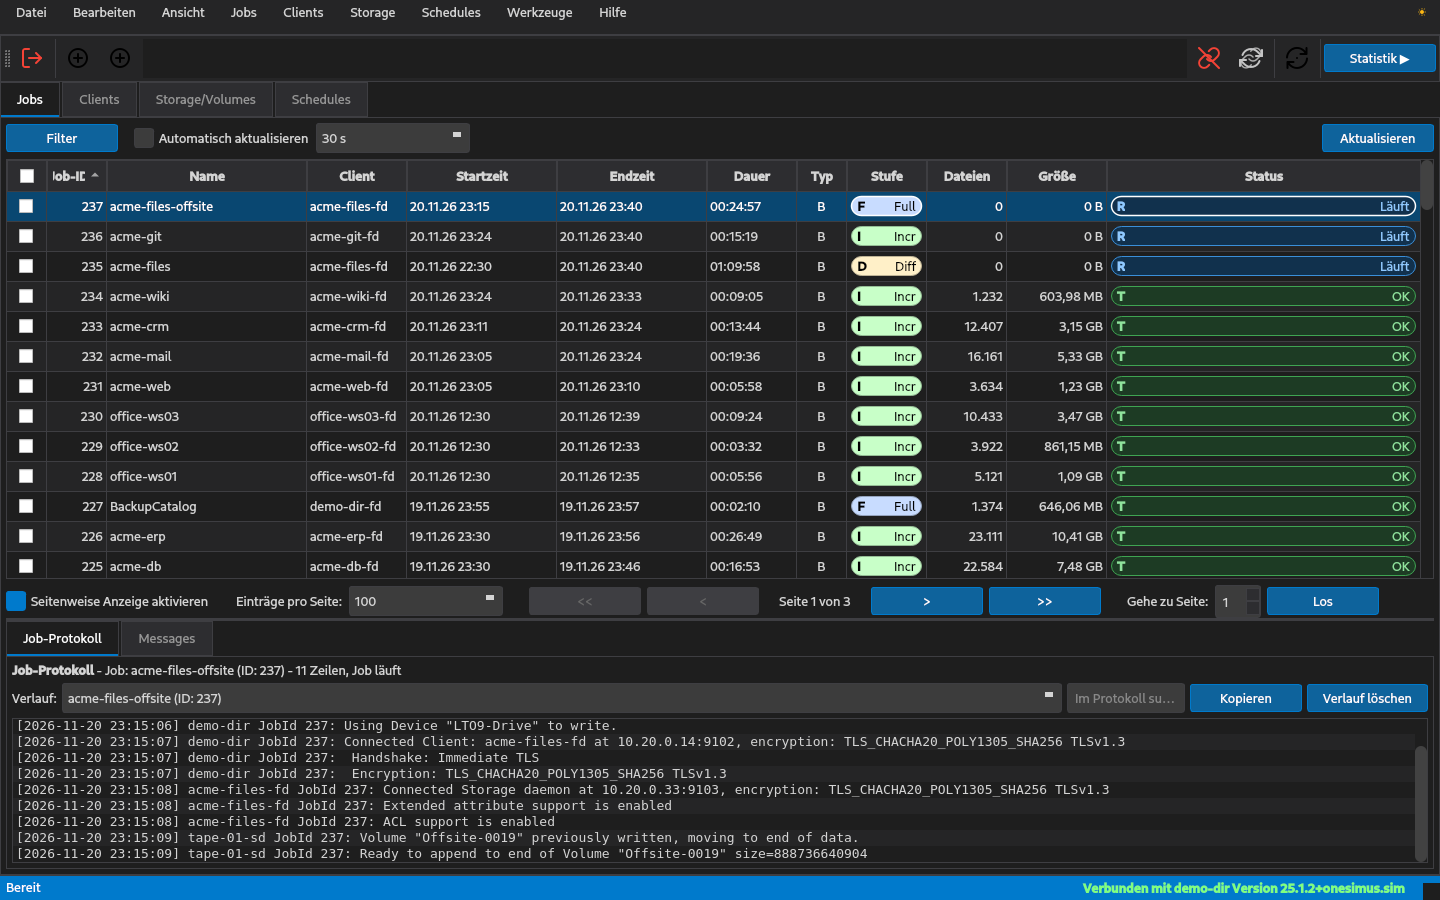 Datei Bearbeiten Ansicht Jobs Clients Storage Schedules Werkzeuge Hilfe
Statistik ▶
Jobs Clients Storage/Volumes Schedules
Filter Automatisch aktualisieren 30 s Aktualisieren
Job-ID Name Client Startzeit Endzeit Dauer Typ Stufe Dateien Größe Status
237 acme-files-offsite acme-files-fd 20.11.26 23:15 20.11.26 23:40 00:24:57 B F Full 0 0 B R Läuft
236 acme-git acme-git-fd 20.11.26 23:24 20.11.26 23:40 00:15:19 B I Incr 0 0 B R Läuft
235 acme-files acme-files-fd 20.11.26 22:30 20.11.26 23:40 01:09:58 B D Diff 0 0 B R Läuft
234 acme-wiki acme-wiki-fd 20.11.26 23:24 20.11.26 23:33 00:09:05 B I Incr 1.232 603,98 MB T OK
233 acme-crm acme-crm-fd 20.11.26 23:11 20.11.26 23:24 00:13:44 B I Incr 12.407 3,15 GB T OK
232 acme-mail acme-mail-fd 20.11.26 23:05 20.11.26 23:24 00:19:36 B I Incr 16.161 5,33 GB T OK
231 acme-web acme-web-fd 20.11.26 23:05 20.11.26 23:10 00:05:58 B I Incr 3.634 1,23 GB T OK
230 office-ws03 office-ws03-fd 20.11.26 12:30 20.11.26 12:39 00:09:24 B I Incr 10.433 3,47 GB T OK
229 office-ws02 office-ws02-fd 20.11.26 12:30 20.11.26 12:33 00:03:32 B I Incr 3.922 861,15 MB T OK
228 office-ws01 office-ws01-fd 20.11.26 12:30 20.11.26 12:35 00:05:56 B I Incr 5.121 1,09 GB T OK
227 BackupCatalog demo-dir-fd 19.11.26 23:55 19.11.26 23:57 00:02:10 B F Full 1.374 646,06 MB T OK
226 acme-erp acme-erp-fd 19.11.26 23:30 19.11.26 23:56 00:26:49 B I Incr 23.111 10,41 GB T OK
225 acme-db acme-db-fd 19.11.26 23:30 19.11.26 23:46 00:16:53 B I Incr 22.584 7,48 GB T OK
Seitenweise Anzeige aktivieren Einträge pro Seite: 100 << < Seite 1 von 3 > >> Gehe zu Seite: 1 Los
Job-Protokoll Messages
Job-Protokoll - Job: acme-files-offsite (ID: 237) - 11 Zeilen, Job läuft
Verlauf: acme-files-offsite (ID: 237) Im Protokoll su... Kopieren Verlauf löschen
[2026-11-20 23:15:06] demo-dir JobId 237: Using Device "LTO9-Drive" to write.
[2026-11-20 23:15:07] demo-dir JobId 237: Connected Client: acme-files-fd at 10.20.0.14:9102, encryption: TLS_CHACHA20_POLY1305_SHA256 TLSv1.3
[2026-11-20 23:15:07] demo-dir JobId 237:  Handshake: Immediate TLS
[2026-11-20 23:15:07] demo-dir JobId 237:  Encryption: TLS_CHACHA20_POLY1305_SHA256 TLSv1.3
[2026-11-20 23:15:08] acme-files-fd JobId 237: Connected Storage daemon at 10.20.0.33:9103, encryption: TLS_CHACHA20_POLY1305_SHA256 TLSv1.3
[2026-11-20 23:15:08] acme-files-fd JobId 237: Extended attribute support is enabled
[2026-11-20 23:15:08] acme-files-fd JobId 237: ACL support is enabled
[2026-11-20 23:15:09] tape-01-sd JobId 237: Volume "Offsite-0019" previously written, moving to end of data.
[2026-11-20 23:15:09] tape-01-sd JobId 237: Ready to append to end of Volume "Offsite-0019" size=888736640904
Bereit Verbunden mit demo-dir Version 25.1.2+onesimus.sim